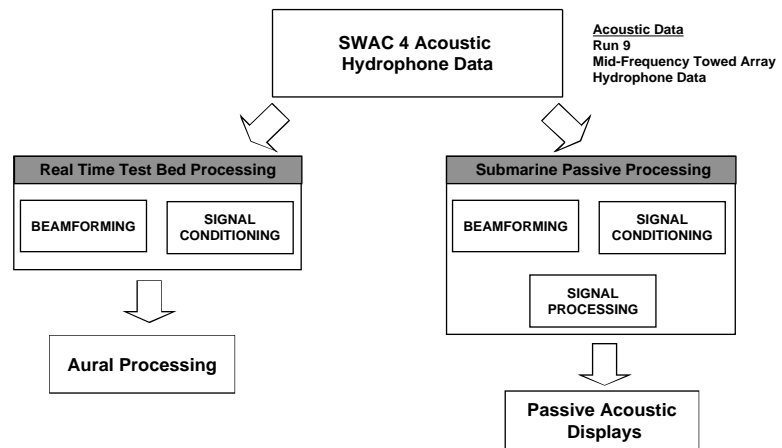 SWAC 4 Acoustic
Hydrophone Data
Acoustic Data
Run 9
Mid-Frequency Towed Array
Hydrophone Data
Real Time Test Bed Processing
BEAMFORMING
SIGNAL
CONDITIONING
Aural Processing
Submarine Passive Processing
BEAMFORMING
SIGNAL
CONDITIONING
SIGNAL
PROCESSING
Passive Acoustic
Displays